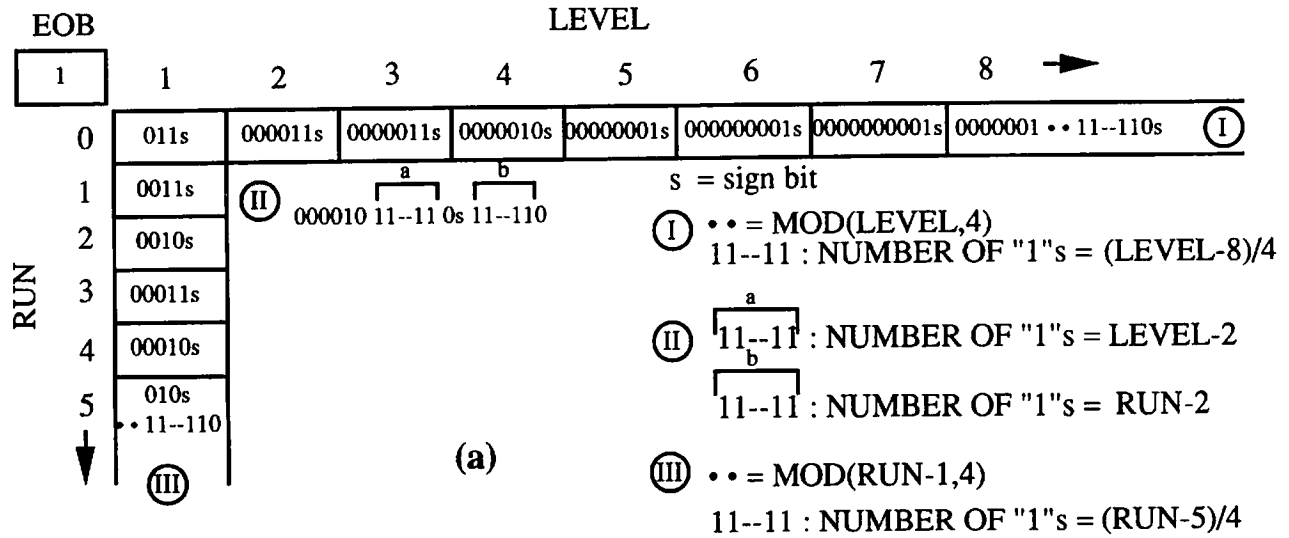 EOB LEVEL
1 1 2 3 4 5 6 7 8
0 011s 000011s 0000011s 0000010s 00000001s 000000001s 0000000001s 0000001 • • 11--110s I
1 0011s
II 000010 11--11 0s 11--110
a b
s = sign bit
2 0010s
I • • = MOD(LEVEL,4)
11--11 : NUMBER OF "1"s = (LEVEL-8)/4
RUN
3 00011s
a
II 11--11 : NUMBER OF "1"s = LEVEL-2
4 00010s
b
11--11 : NUMBER OF "1"s = RUN-2
5 010s
• • 11--110
(a)
III
III • • = MOD(RUN-1,4)
11--11 : NUMBER OF "1"s = (RUN-5)/4